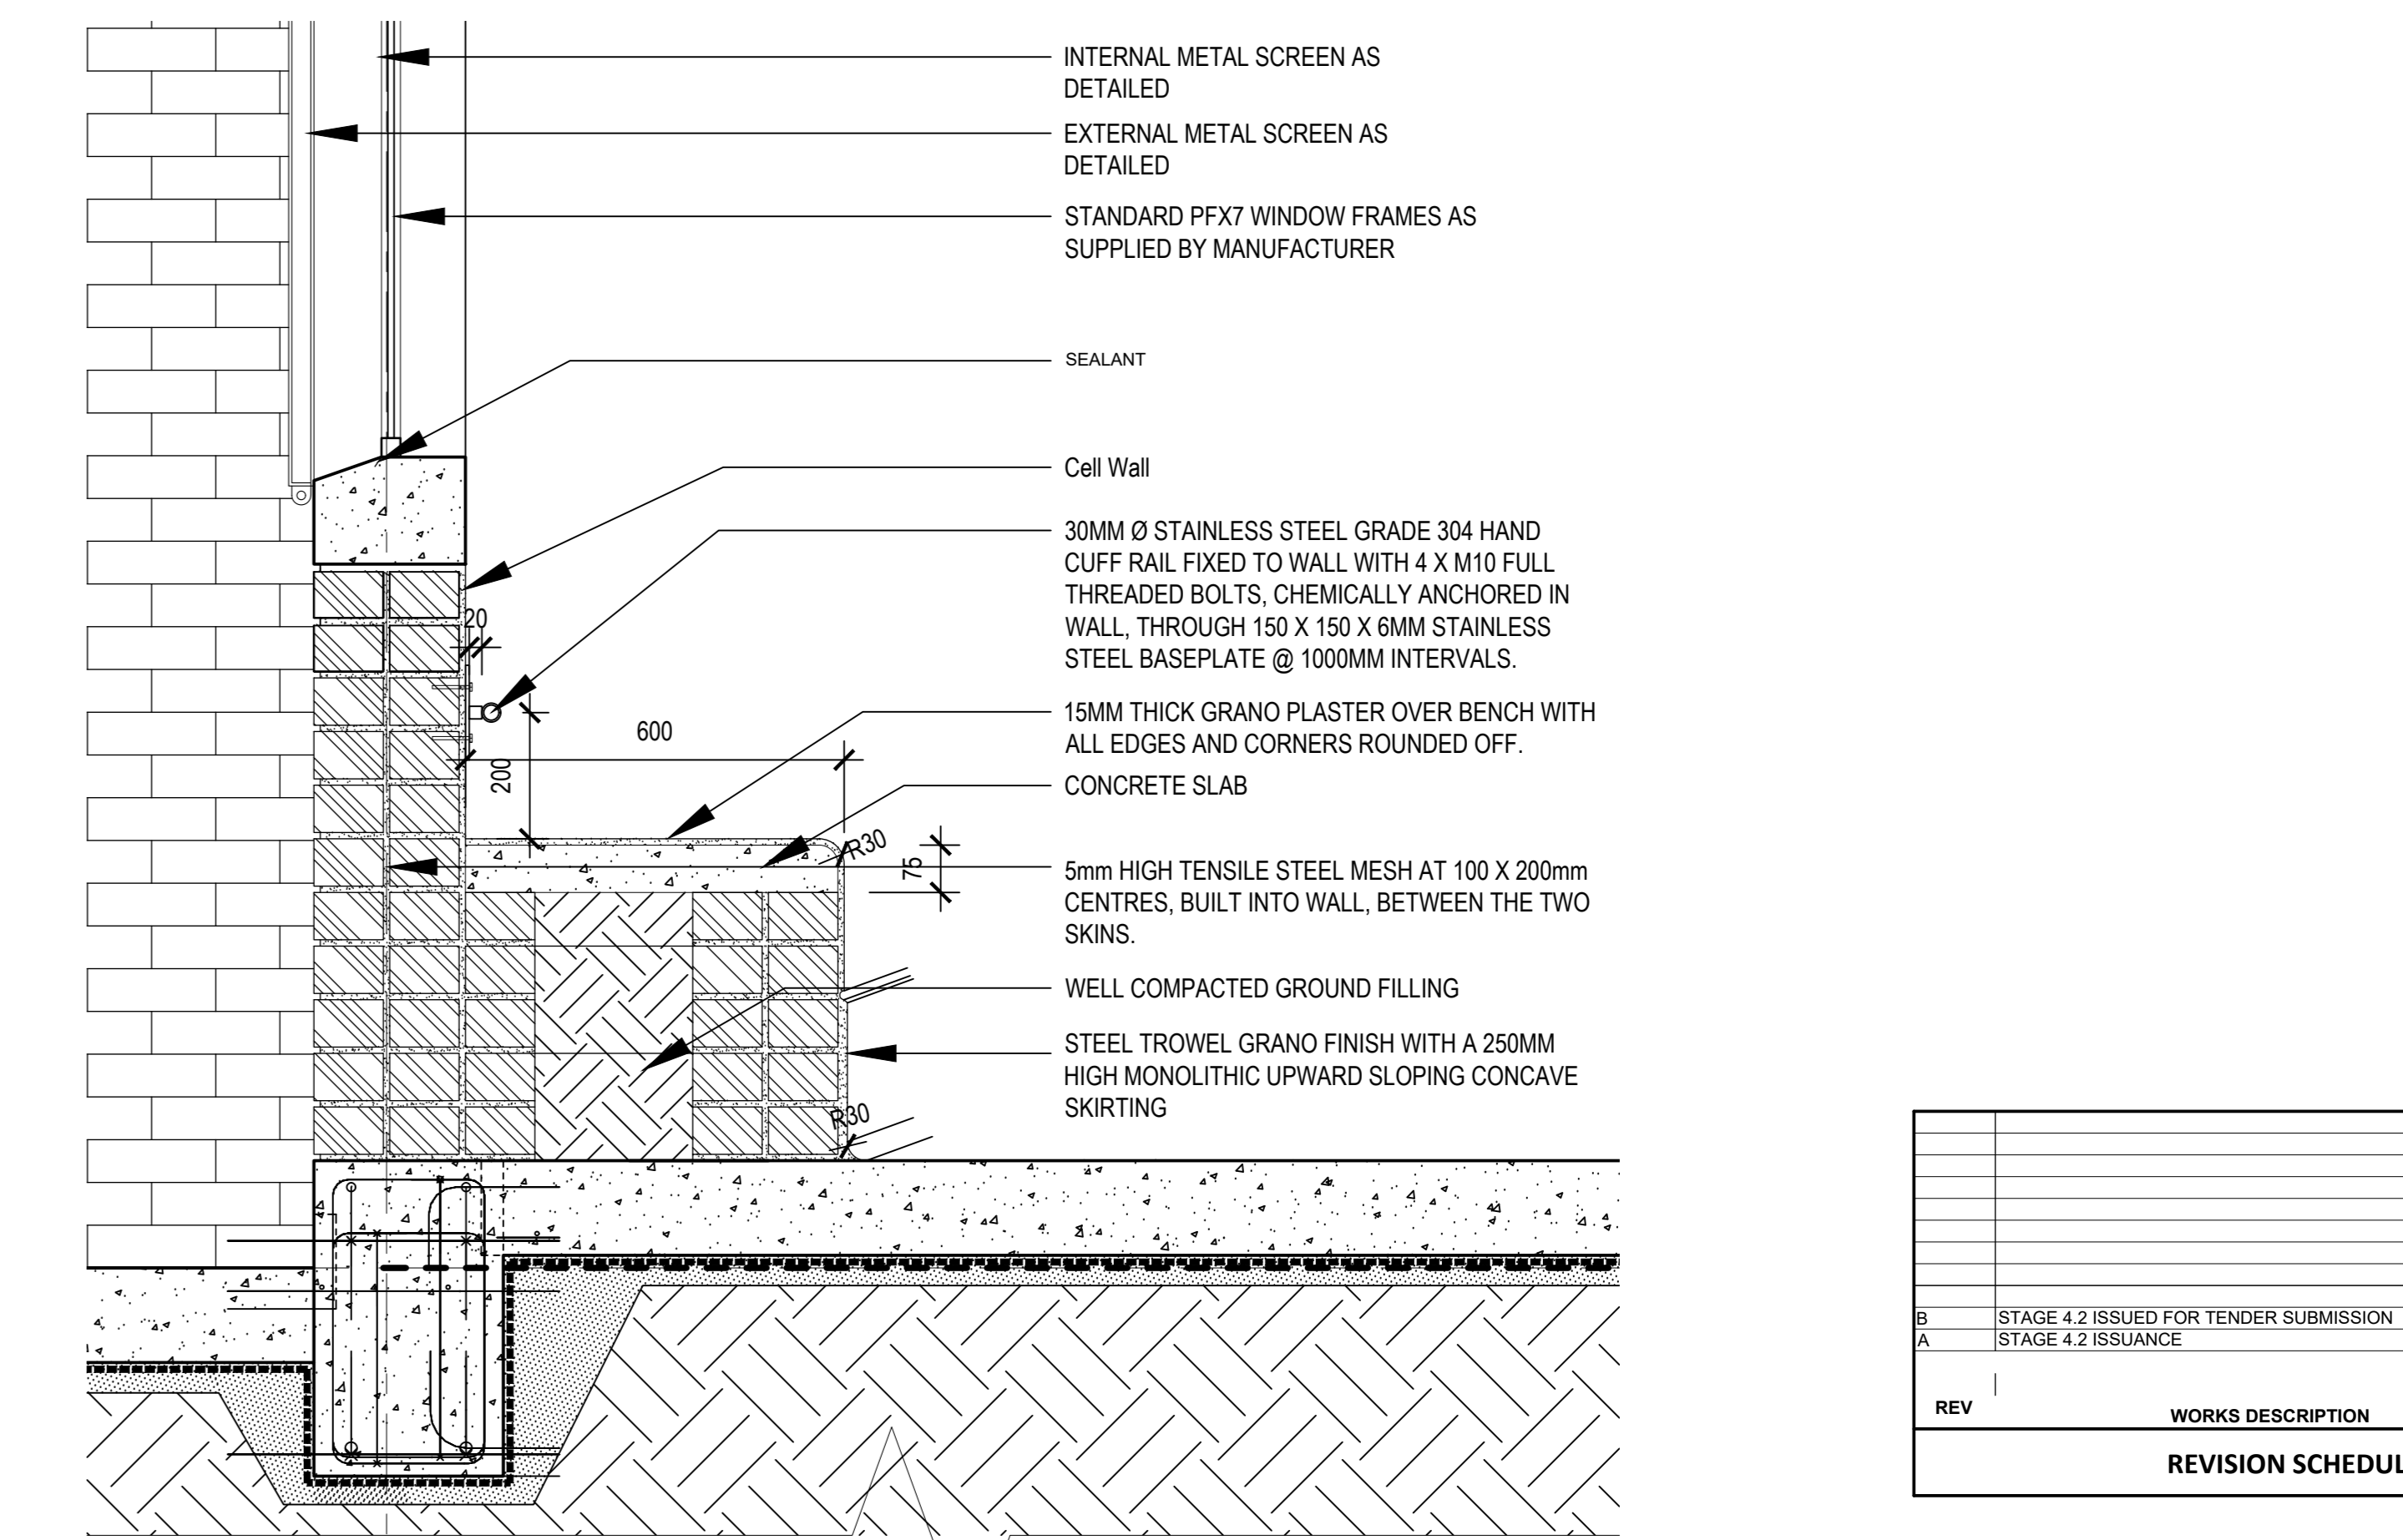 INTERNAL METAL SCREEN AS
DETAILED
EXTERNAL METAL SCREEN AS
DETAILED
STANDARD PFX7 WINDOW FRAMES AS
SUPPLIED BY MANUFACTURER
SEALANT
Cell Wall
30MM Ø STAINLESS STEEL GRADE 304 HAND
CUFF RAIL FIXED TO WALL WITH 4 X M10 FULL
THREADED BOLTS, CHEMICALLY ANCHORED IN
WALL, THROUGH 150 X 150 X 6MM STAINLESS
STEEL BASEPLATE @ 1000MM INTERVALS.
20
600
200
15MM THICK GRANO PLASTER OVER BENCH WITH
ALL EDGES AND CORNERS ROUNDED OFF.
CONCRETE SLAB
R30
75
5mm HIGH TENSILE STEEL MESH AT 100 X 200mm
CENTRES, BUILT INTO WALL, BETWEEN THE TWO
SKINS.
WELL COMPACTED GROUND FILLING
STEEL TROWEL GRANO FINISH WITH A 250MM
HIGH MONOLITHIC UPWARD SLOPING CONCAVE
SKIRTING
R30
B STAGE 4.2 ISSUED FOR TENDER SUBMISSION
A STAGE 4.2 ISSUANCE
REV WORKS DESCRIPTION
REVISION SCHEDUL